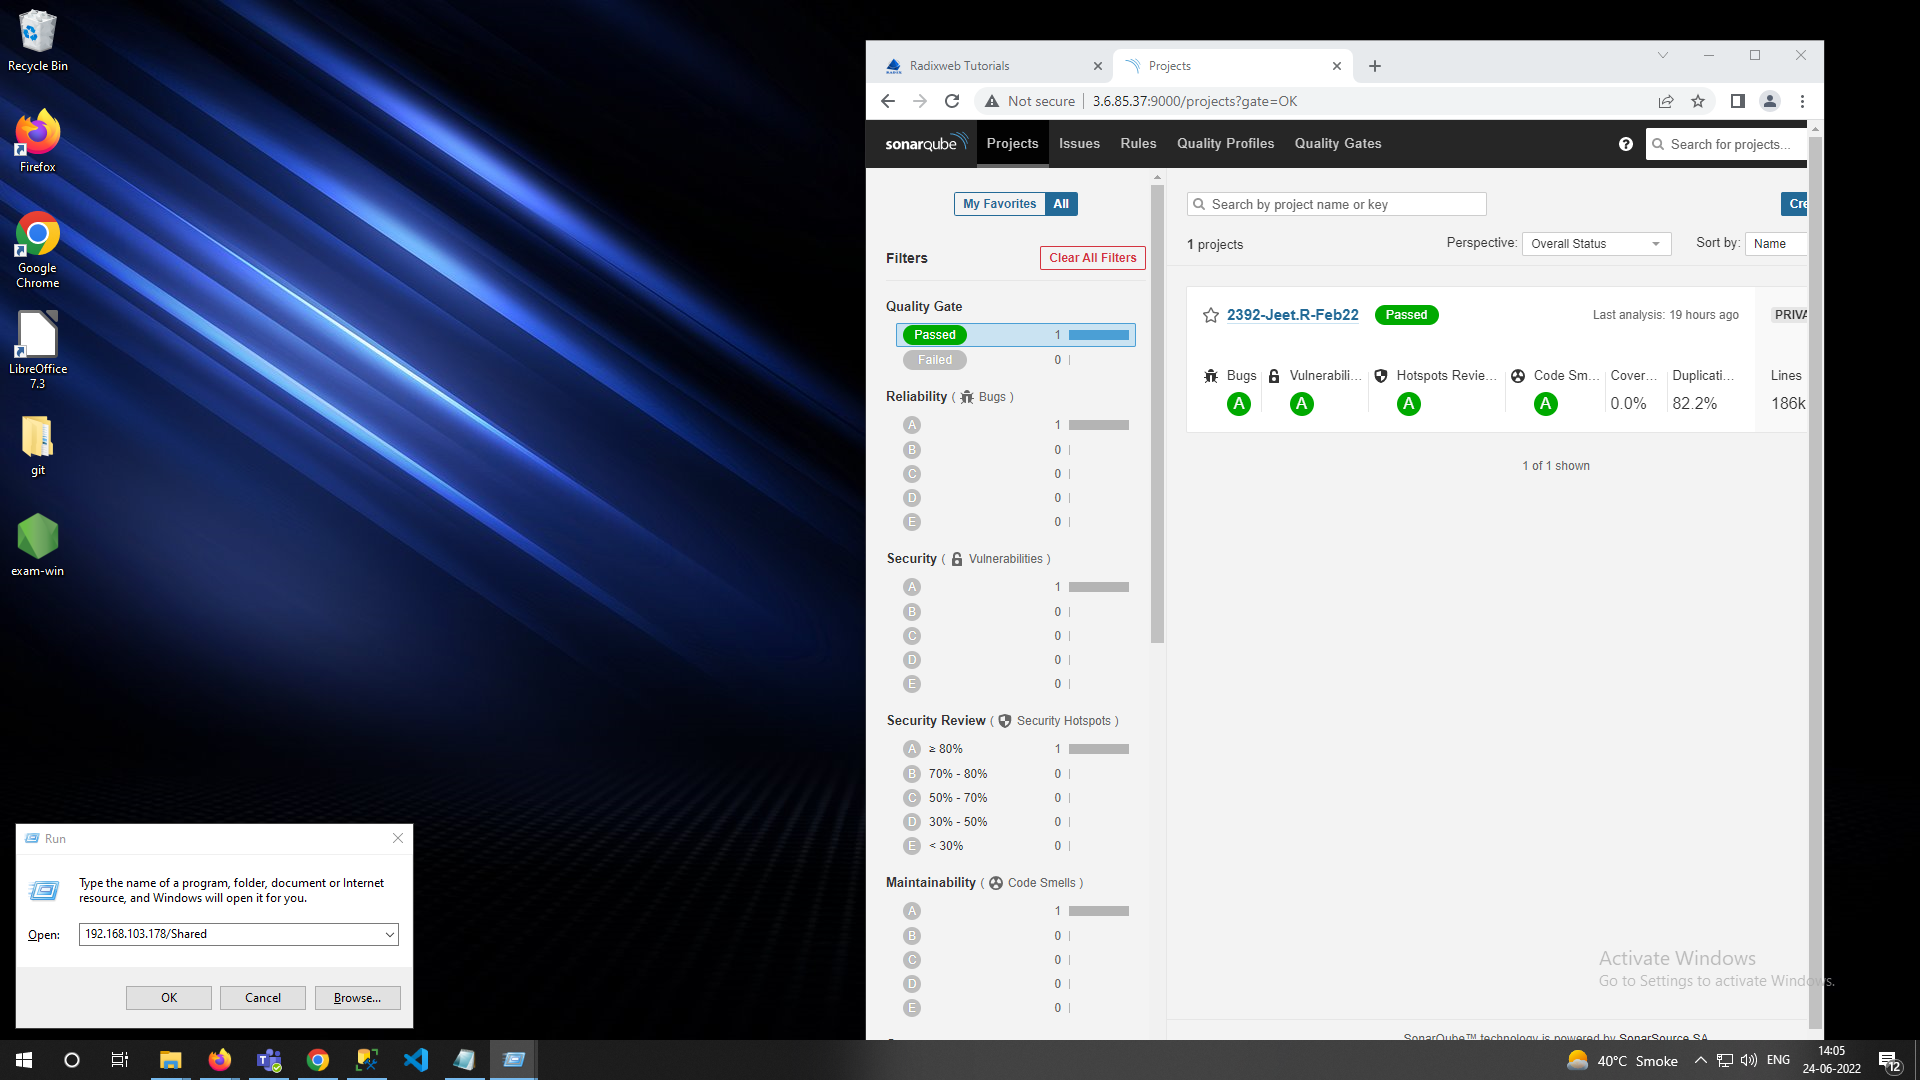 Recycle Bin
Firefox
Google
Chrome
LibreOffice
7.3
git
exam-win
Run
Type the name of a program, folder, document or Internet
resource, and Windows will open it for you.
Open:
192.168.103.178/Shared
OK
Cancel
Browse...
Radixweb Tutorials
Projects
Not secure
3.6.85.37:9000/projects?gate=OK
sonarqube
Projects
Issues
Rules
Quality Profiles
Quality Gates
Search for projects...
My Favorites
All
Filters
Clear All Filters
Quality Gate
Passed 1
Failed 0
Reliability ( Bugs )
A 1
B 0
C 0
D 0
E 0
Security ( Vulnerabilities )
A 1
B 0
C 0
D 0
E 0
Security Review ( Security Hotspots )
A ≥ 80% 1
B 70% - 80% 0
C 50% - 70% 0
D 30% - 50% 0
E < 30% 0
Maintainability ( Code Smells )
A 1
B 0
C 0
D 0
E 0
Search by project name or key
Cre
1 projects
Perspective: Overall Status
Sort by: Name
2392-Jeet.R-Feb22
Passed
Last analysis: 19 hours ago
PRIVA
Bugs
Vulnerabili...
Hotspots Revie...
Code Sm...
Cover...
Duplicati...
Lines
A
A
A
A
0.0%
82.2%
186k
1 of 1 shown
Activate Windows
Go to Settings to activate Windows.
SonarQube™ technology is powered by SonarSource SA
40°C Smoke
ENG
14:05
24-06-2022
12